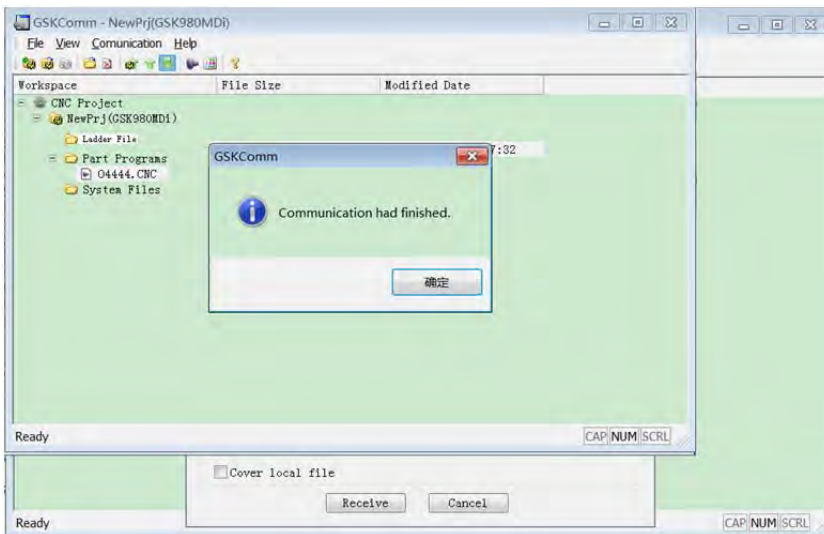 GSKComm - NewPrj(GSK980MDi)
File View Comunication Help
Workspace File Size Modified Date
CNC Project
NewPrj(GSK980MDi)
Ladder File
Part Programs
O4444.CNC
7:32
System Files
GSKComm
Communication had finished.
确定
Ready CAP NUM SCRL
Cover local file
Receive Cancel
Ready CAP NUM SCRL